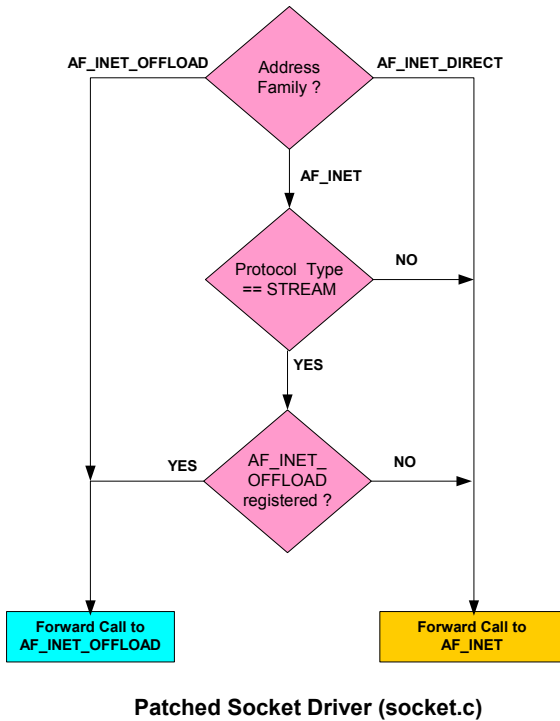 AF_INET_OFFLOAD
Address
Family ?
AF_INET_DIRECT
AF_INET
Protocol Type
== STREAM
NO
YES
YES
AF_INET_
OFFLOAD
registered ?
NO
Forward Call to
AF_INET_OFFLOAD
Forward Call to
AF_INET
Patched Socket Driver (socket.c)